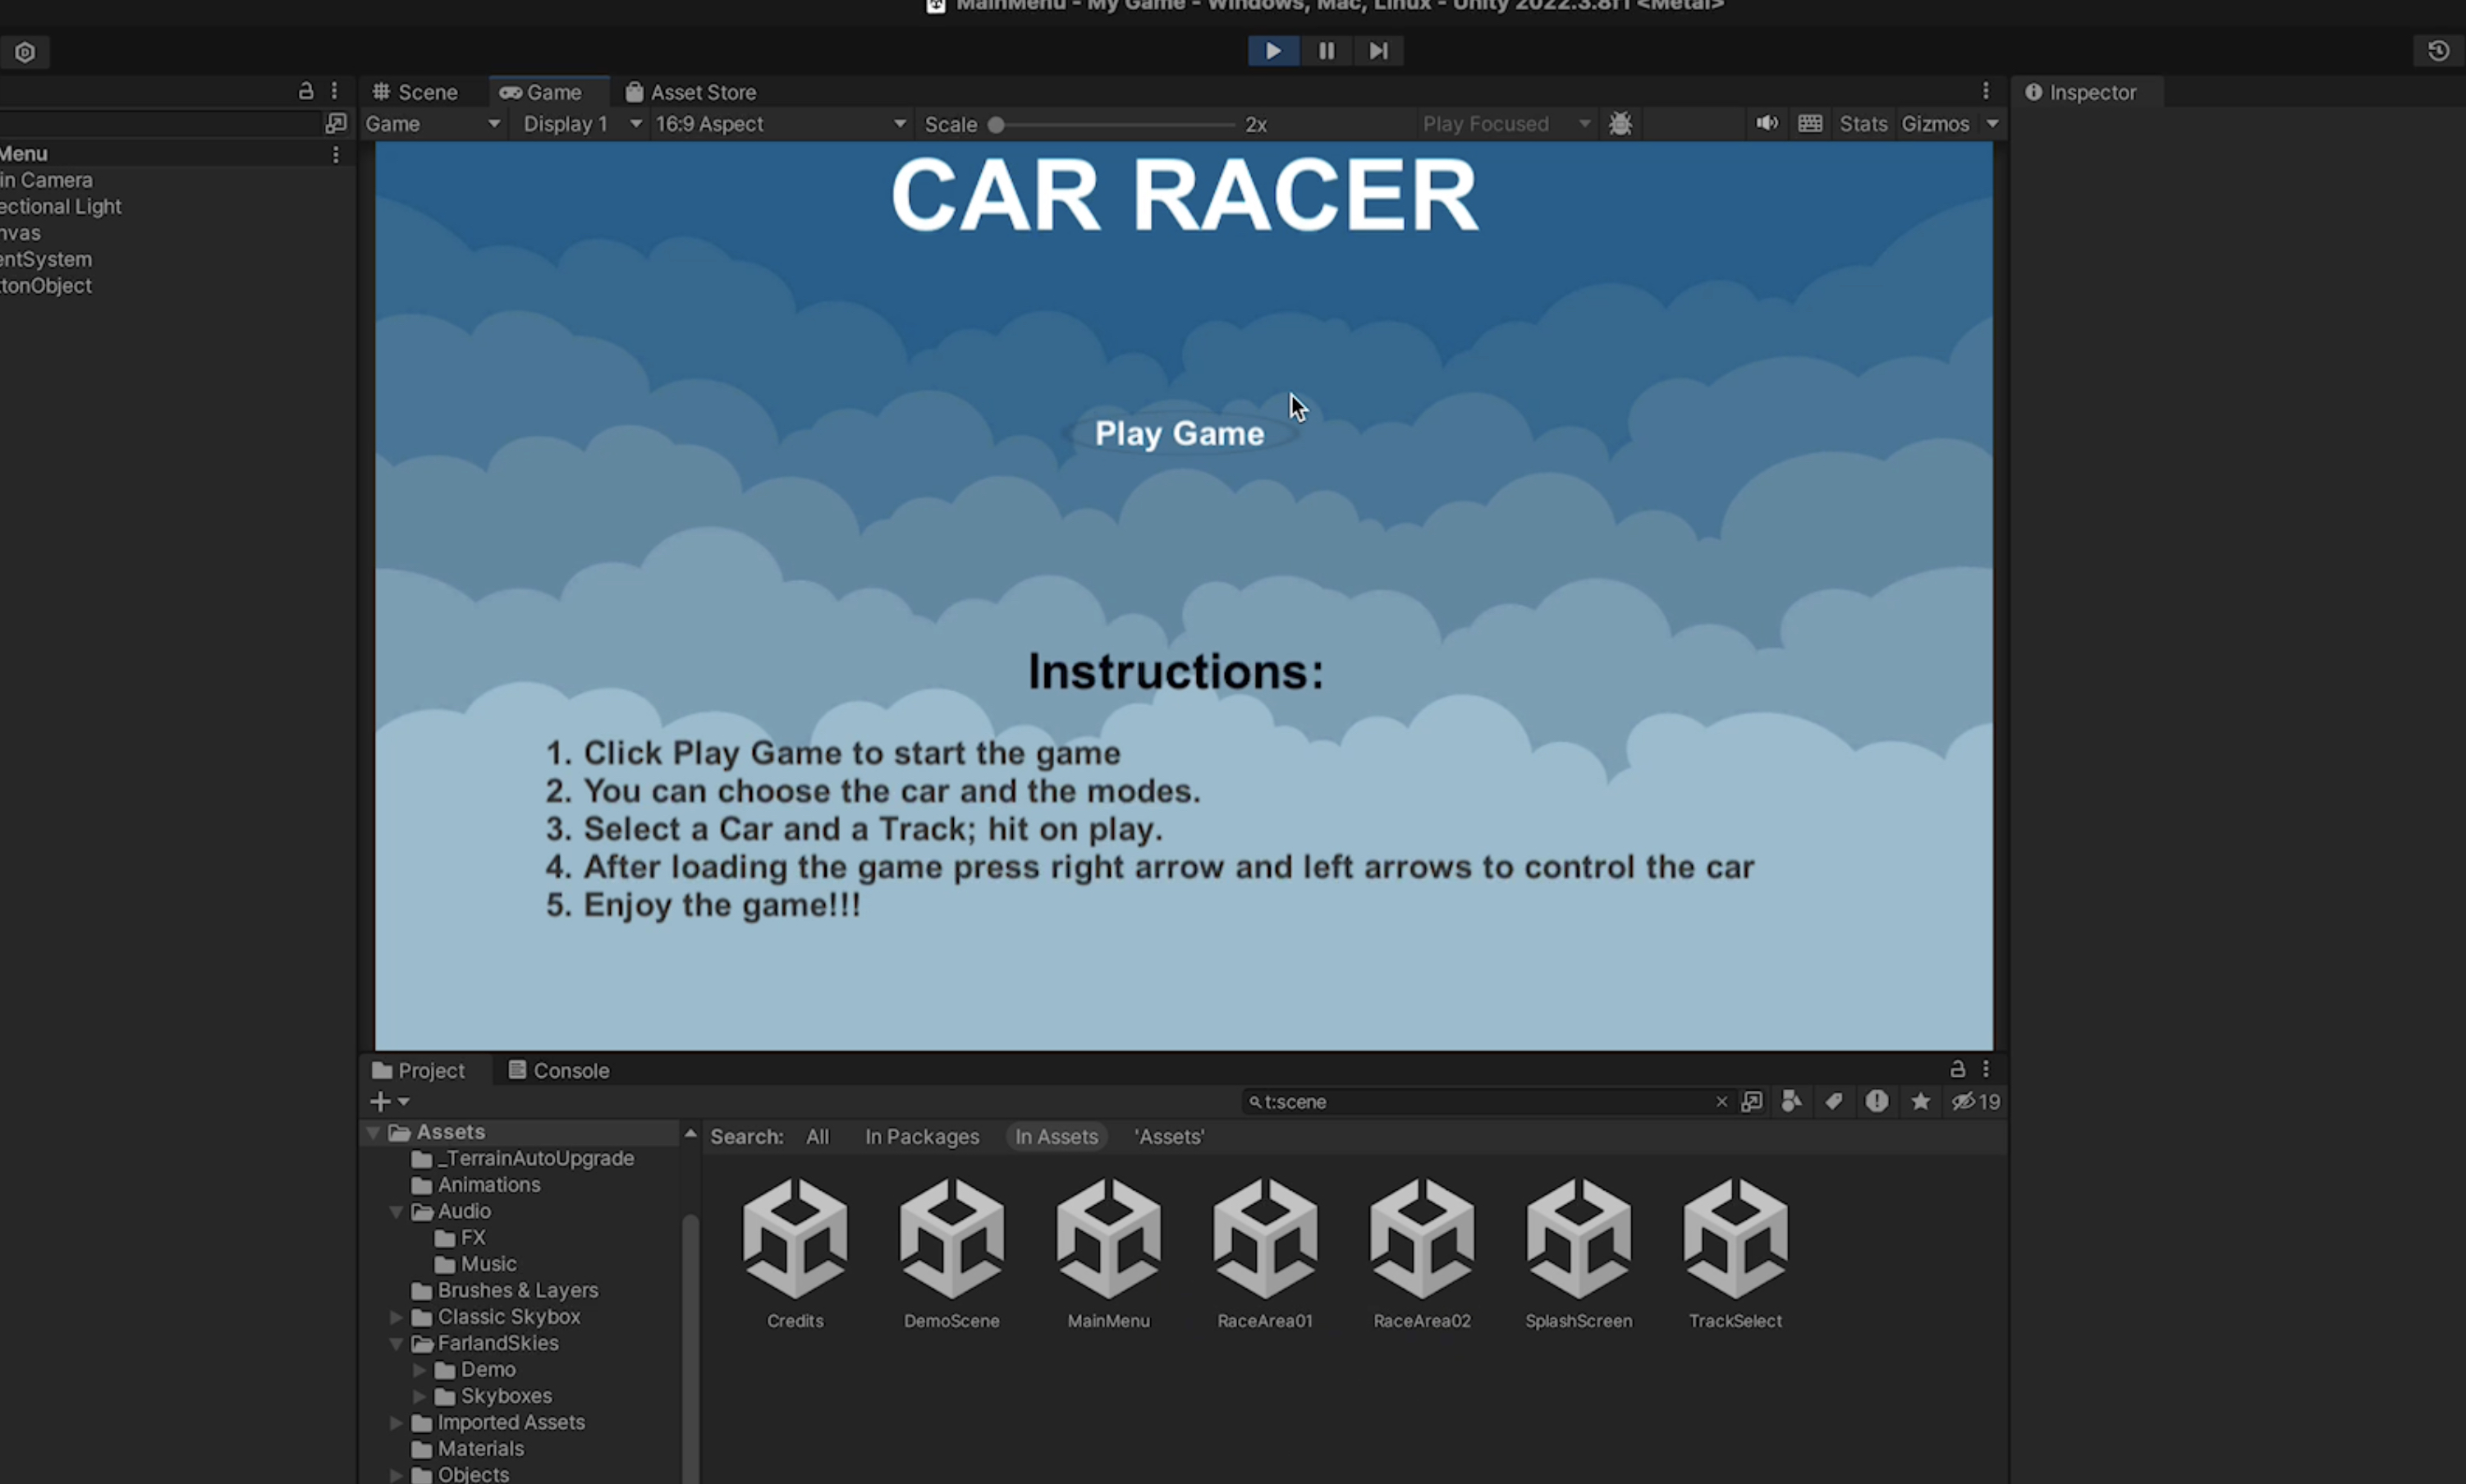 MainMenu - My Game - Windows, Mac, Linux - Unity 2022.3.8f1 <Metal>
Scene Game Asset Store Inspector
Game Display 1 16:9 Aspect Scale 2x Play Focused Stats Gizmos
Menu
in Camera
ectional Light
nvas
entSystem
tonObject
CAR RACER
Play Game
Instructions:
1. Click Play Game to start the game
2. You can choose the car and the modes.
3. Select a Car and a Track; hit on play.
4. After loading the game press right arrow and left arrows to control the car
5. Enjoy the game!!!
Project Console
t:scene 19
Assets
_TerrainAutoUpgrade
Animations
Audio
FX
Music
Brushes & Layers
Classic Skybox
FarlandSkies
Demo
Skyboxes
Imported Assets
Materials
Objects
Search: All In Packages In Assets 'Assets'
Credits DemoScene MainMenu RaceArea01 RaceArea02 SplashScreen TrackSelect